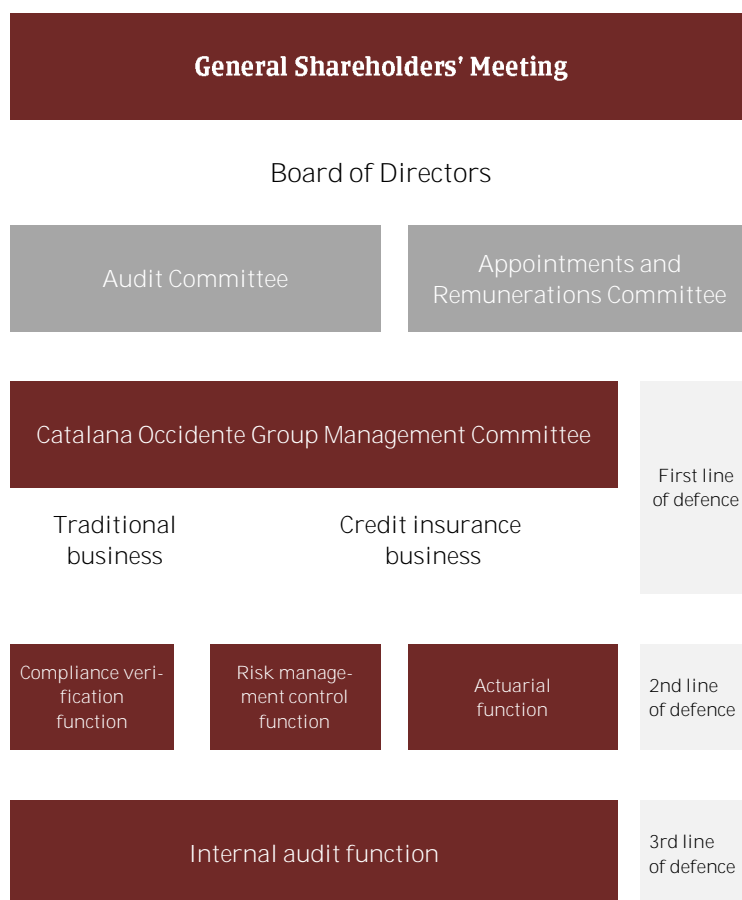 General Shareholders’ Meeting
Board of Directors
Audit Committee
Appointments and
Remunerations Committee
Catalana Occidente Group Management Committee
First line
of defence
Traditional
business
Credit insurance
business
Compliance veri-
fication
function
Risk manage-
ment control
function
Actuarial
function
2nd line
of defence
Internal audit function
3rd line
of defence